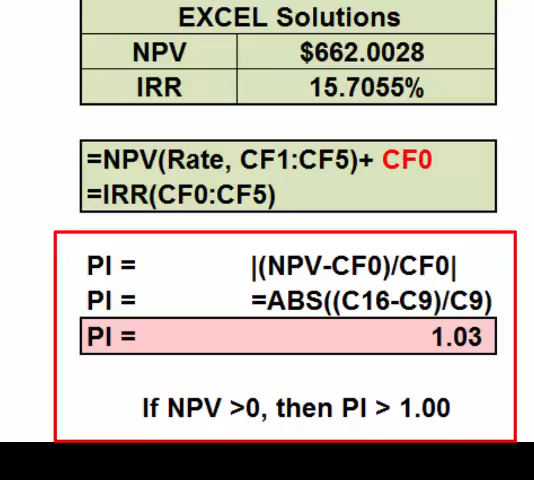 EXCEL Solutions
NPV $662.0028
IRR 15.7055%
=NPV(Rate, CF1:CF5)+ CF0
=IRR(CF0:CF5)
PI = |(NPV-CF0)/CF0|
PI = =ABS((C16-C9)/C9)
PI = 1.03
If NPV >0, then PI > 1.00